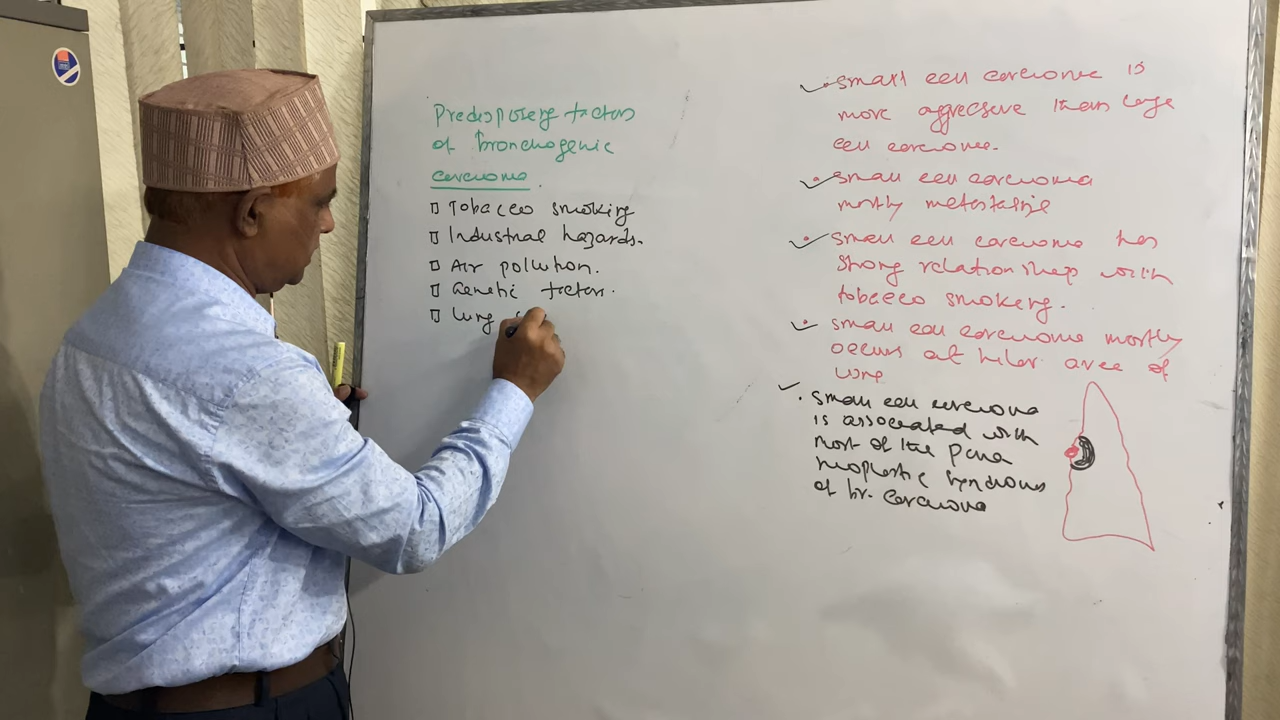 Predisposing factors
of bronchogenic
carcinoma.
Tobacco smoking
Industrial hazards.
Air pollution.
Genetic factors.
Lung
small cell carcinoma is
more aggressive than large
cell carcinoma.
small cell carcinoma
mostly metastasize
small cell carcinoma has
strong relationship with
tobacco smoking.
small cell carcinoma mostly
occurs at hilar area of
lung
small cell carcinoma
is associated with
most of the para
neoplastic syndromes
of br. carcinoma